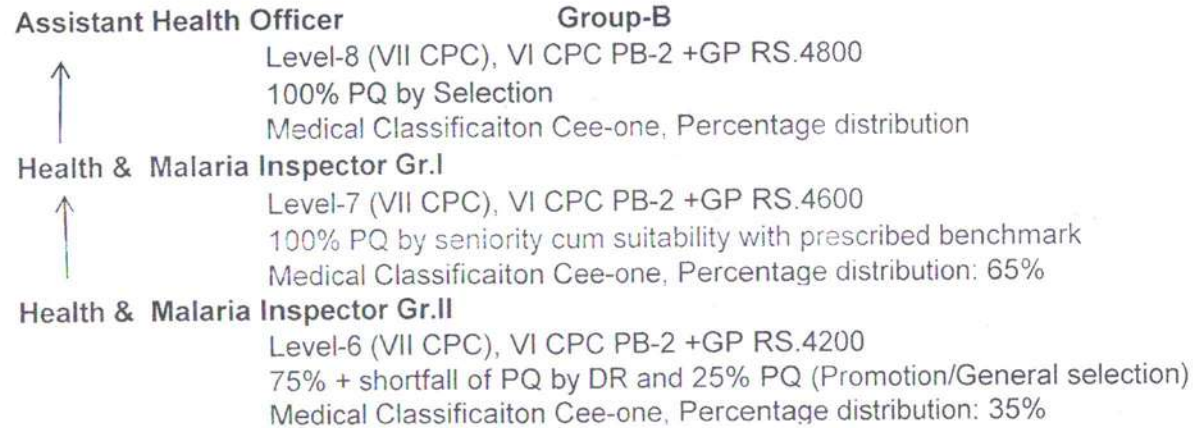 Assistant Health Officer Group-B
Level-8 (VII CPC), VI CPC PB-2 +GP RS.4800
100% PQ by Selection
Medical Classificaiton Cee-one, Percentage distribution
Health & Malaria Inspector Gr.I
Level-7 (VII CPC), VI CPC PB-2 +GP RS.4600
100% PQ by seniority cum suitability with prescribed benchmark
Medical Classificaiton Cee-one, Percentage distribution: 65%
Health & Malaria Inspector Gr.II
Level-6 (VII CPC), VI CPC PB-2 +GP RS.4200
75% + shortfall of PQ by DR and 25% PQ (Promotion/General selection)
Medical Classificaiton Cee-one, Percentage distribution: 35%